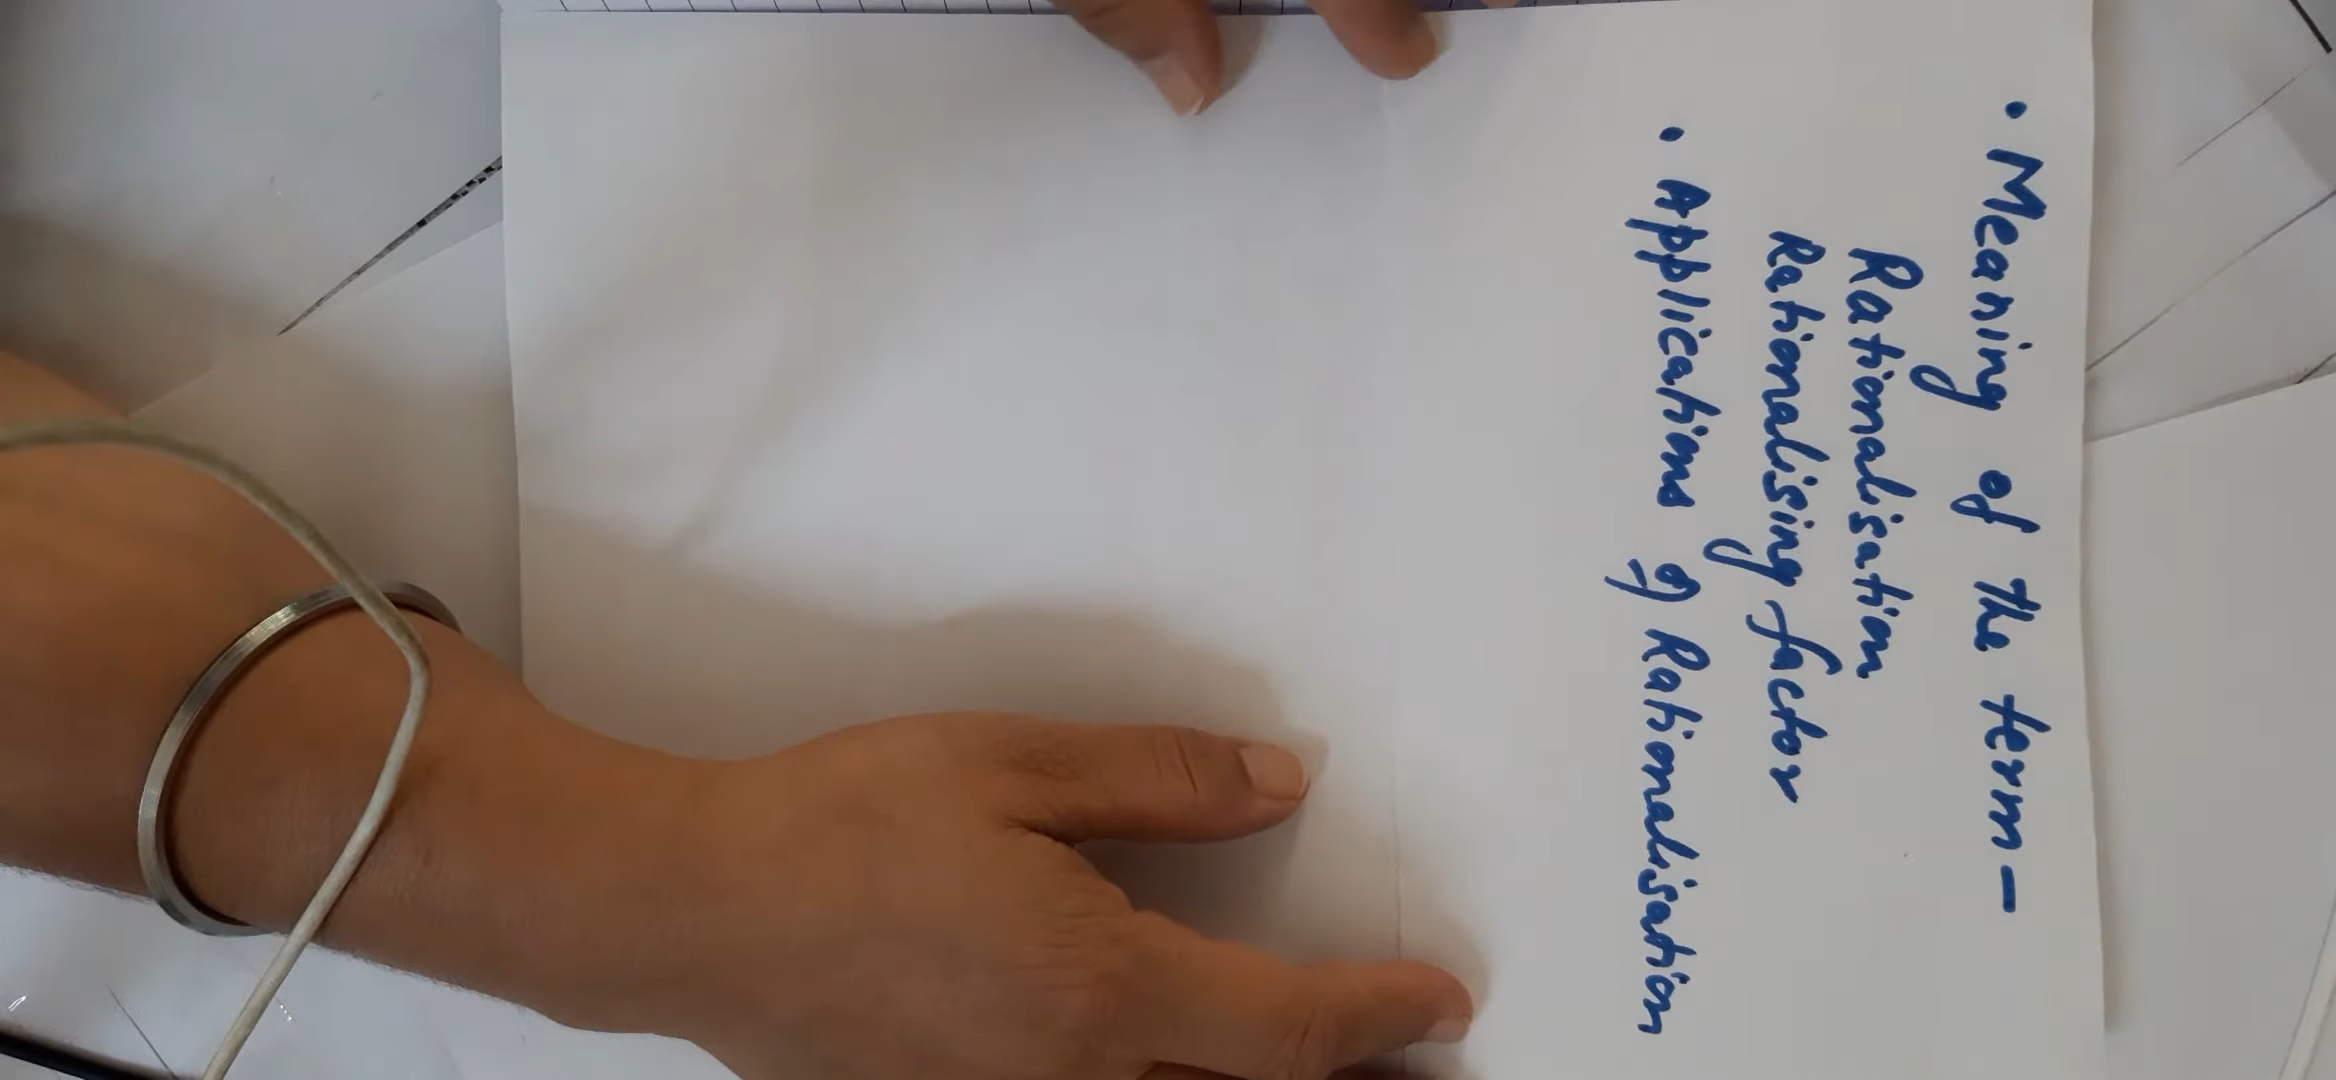 • Meaning of the term –
Rationalisation
Rationalising factor
• Applications of Rationalisation